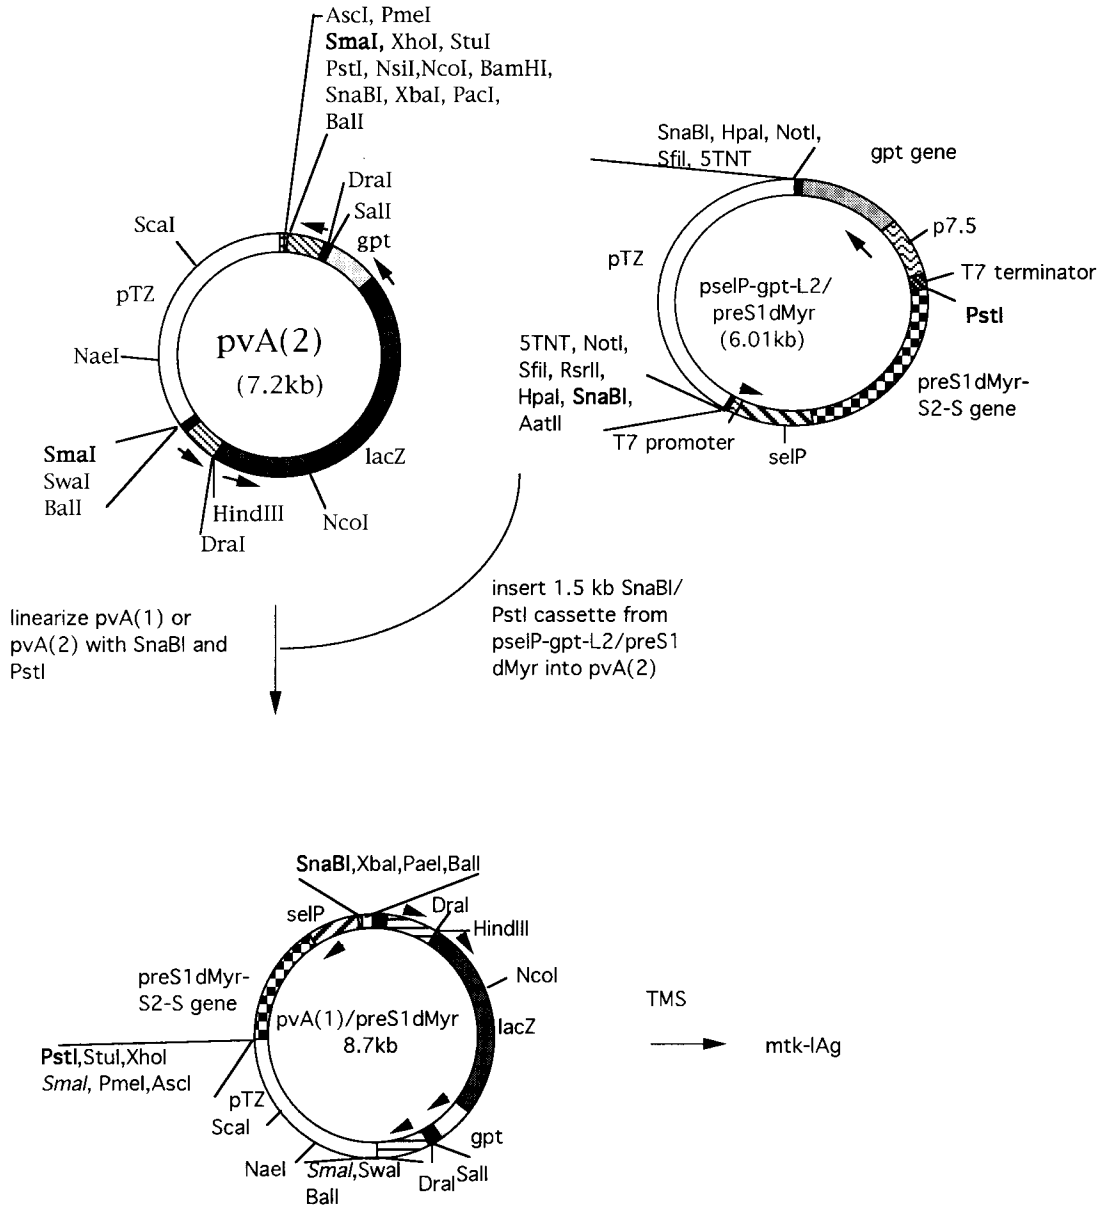 AscI, PmeI
SmaI, XhoI, StuI
PstI, NsiI,NcoI, BamHI,
SnaBI, XbaI, PacI,
BalI
DraI
SalI
gpt
ScaI
pTZ
pvA(2)
(7.2kb)
NaeI
SmaI
SwaI
BalI
HindIII
DraI
lacZ
NcoI
SnaBI, HpaI, NotI,
SfiI, 5TNT
gpt gene
p7.5
T7 terminator
PstI
pTZ
pselP-gpt-L2/
preS1dMyr
(6.01kb)
5TNT, NotI,
SfiI, RsrII,
HpaI, SnaBI,
AatII
T7 promoter
selP
preS1dMyr-
S2-S gene
linearize pvA(1) or
pvA(2) with SnaBI and
PstI
insert 1.5 kb SnaBI/
PstI cassette from
pselP-gpt-L2/preS1
dMyr into pvA(2)
SnaBI,XbaI,PaeI,BalI
selP
DraI
HindIII
NcoI
preS1dMyr-
S2-S gene
pvA(1)/preS1dMyr
8.7kb
lacZ
PstI,StuI,XhoI
SmaI, PmeI,AscI
pTZ
ScaI
NaeI
SmaI,SwaI
BalI
DraI
SalI
gpt
TMS
mtk-lAg